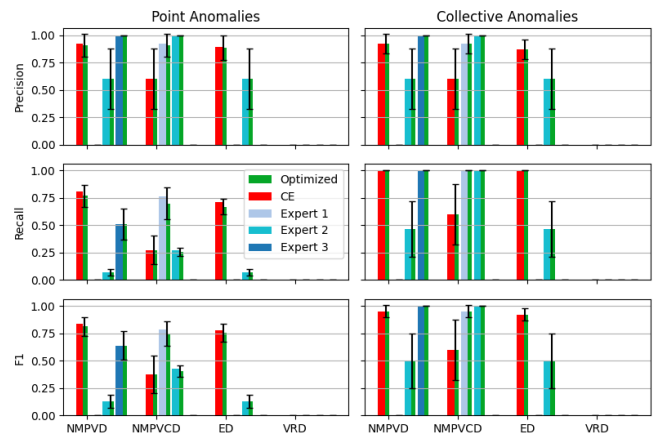 Point Anomalies
Collective Anomalies
Precision
1.00
0.75
0.50
0.25
0.00
Recall
1.00
0.75
0.50
0.25
0.00
Optimized
CE
Expert 1
Expert 2
Expert 3
F1
1.00
0.75
0.50
0.25
0.00
NMPVD NMPVCD ED VRD
NMPVD NMPVCD ED VRD